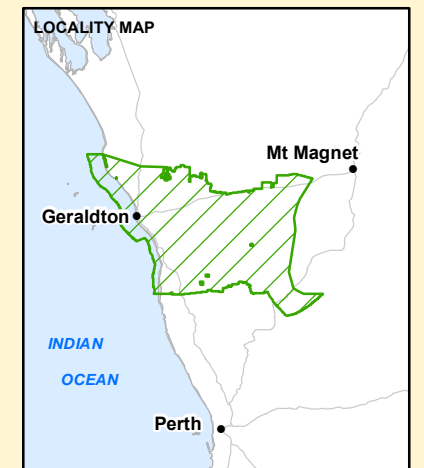 LOCALITY MAP
Mt Magnet
Geraldton
INDIAN
OCEAN
Perth